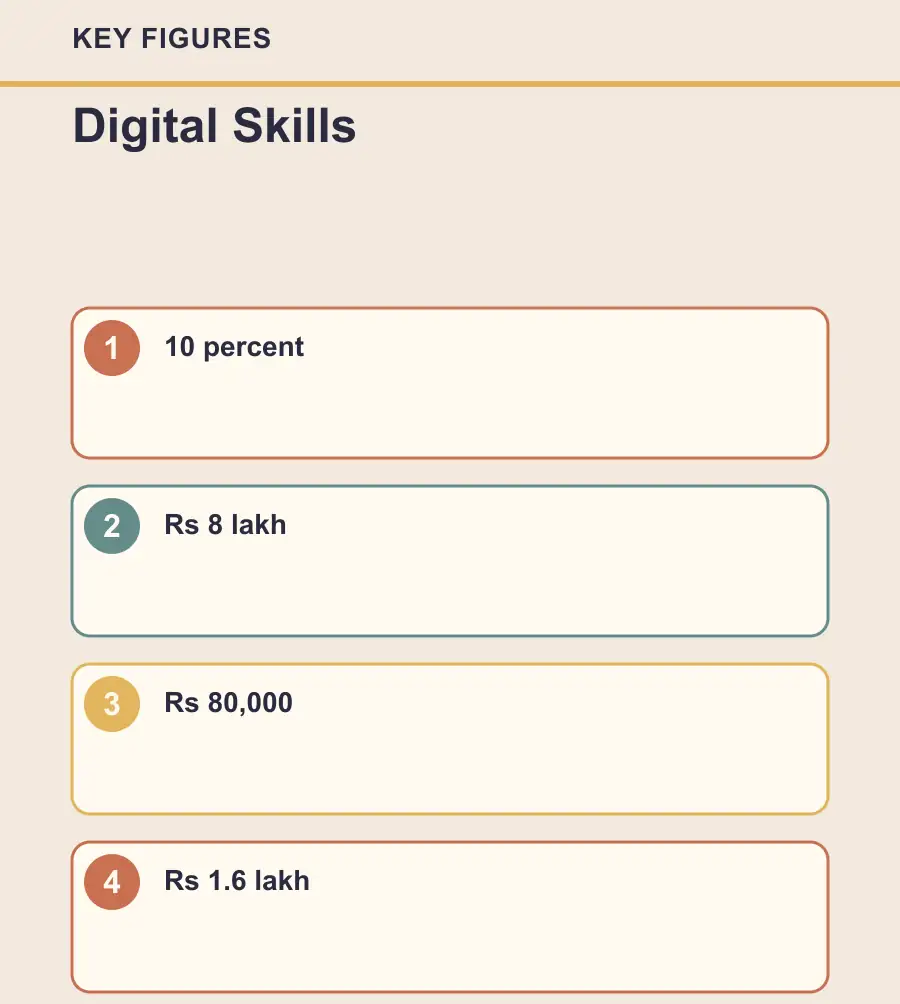 KEY FIGURES
Digital Skills
1 10 percent
2 Rs 8 lakh
3 Rs 80,000
4 Rs 1.6 lakh